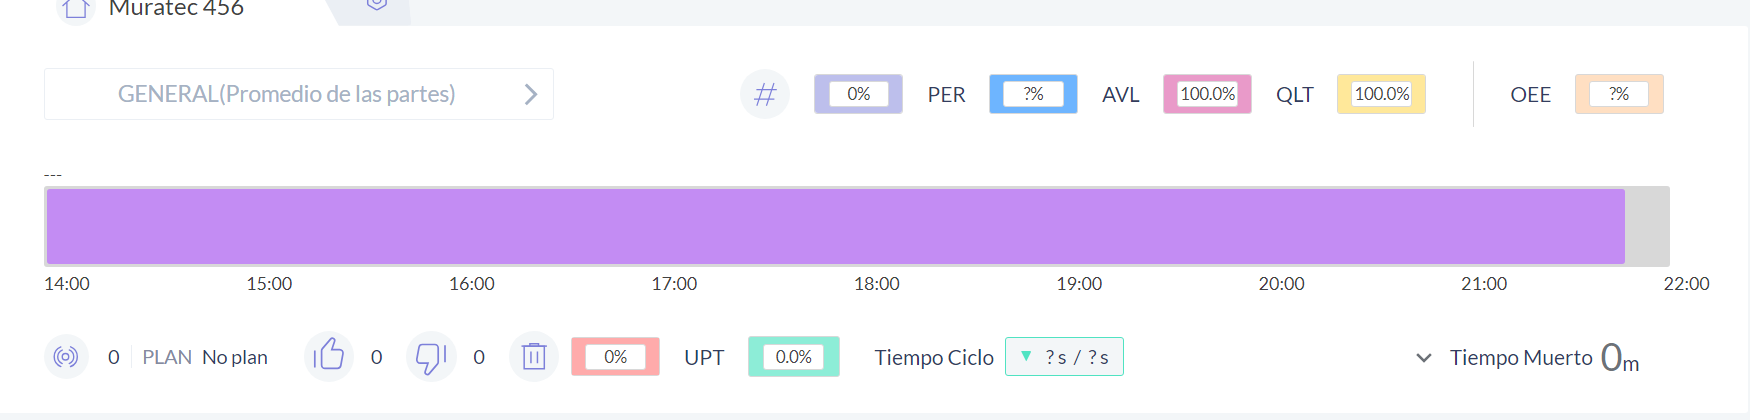 Muratec 456
GENERAL(Promedio de las partes)
# 0% PER ?% AVL 100.0% QLT 100.0% OEE ?%
---
14:00 15:00 16:00 17:00 18:00 19:00 20:00 21:00 22:00
0 PLAN No plan 0 0 0% UPT 0.0% Tiempo Ciclo ?s / ?s Tiempo Muerto 0m